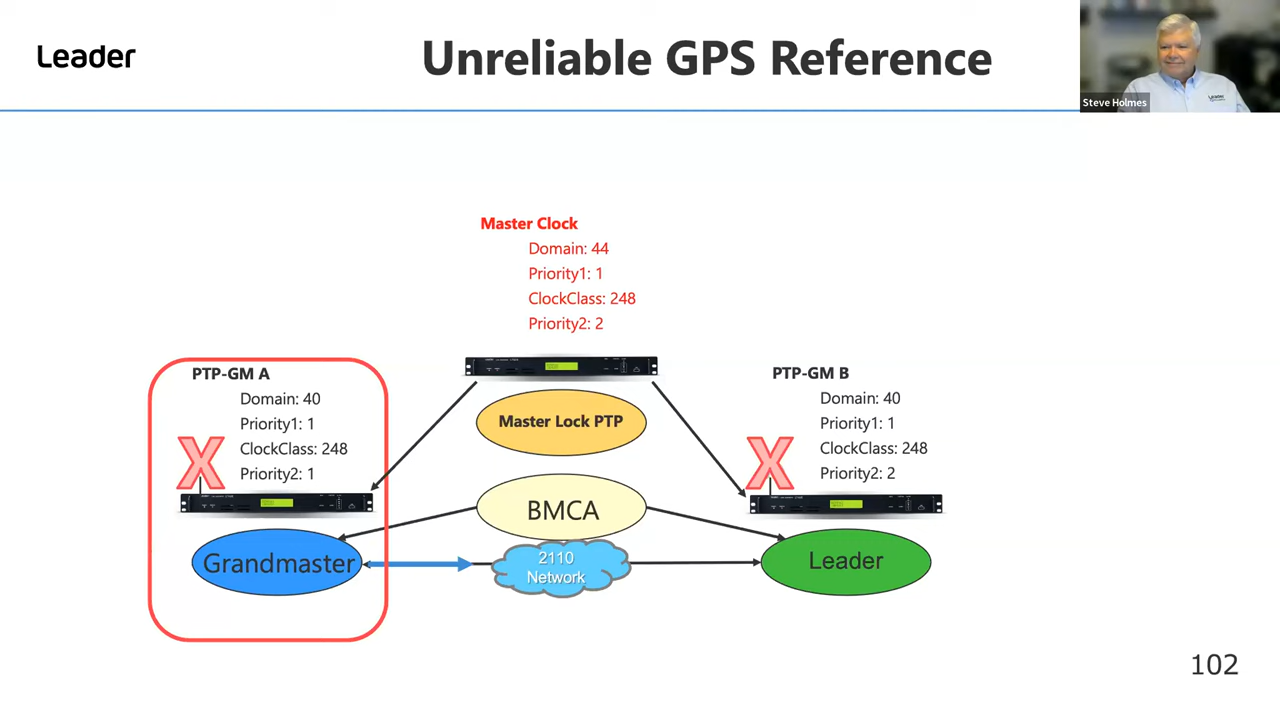 Leader
Unreliable GPS Reference
Steve Holmes
Master Clock
Domain: 44
Priority1: 1
ClockClass: 248
Priority2: 2
PTP-GM A
Domain: 40
Priority1: 1
ClockClass: 248
Priority2: 1
X
Grandmaster
Master Lock PTP
BMCA
2110
Network
PTP-GM B
Domain: 40
Priority1: 1
ClockClass: 248
Priority2: 2
X
Leader
102